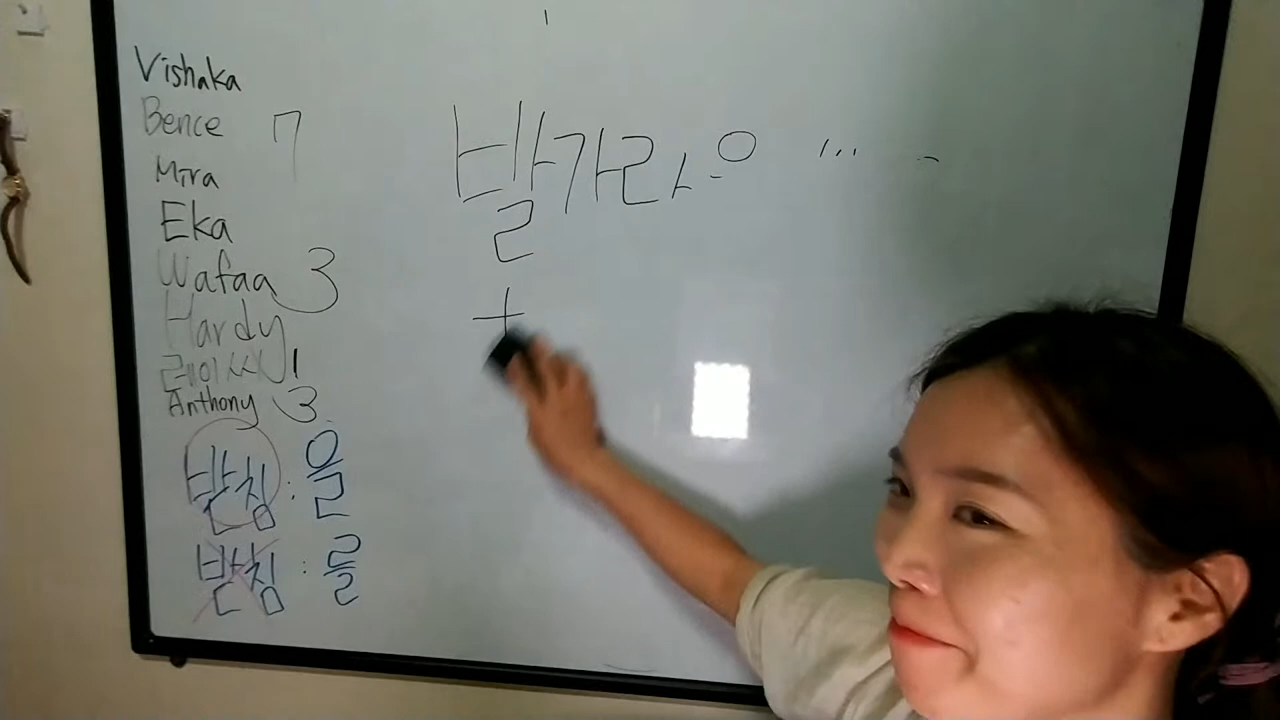 Vishaka
Bence 7
Mira
Eka
Wafaa 3
Hardy
1
Anthony 3
받침 : 을
받침 : 를
발가락